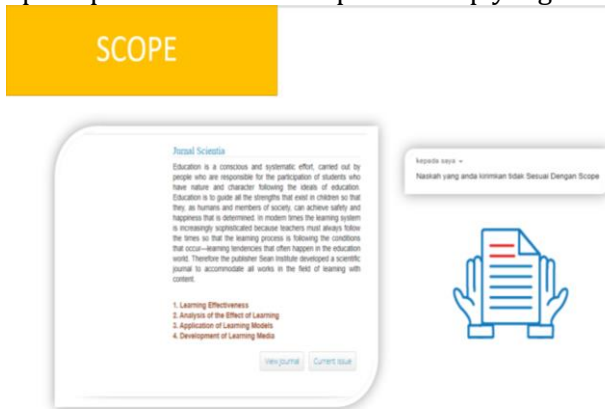 SCOPE
Jurnal Scientia
Education is a conscious and systematic effort, carried out by
people who are responsible for the participation of students who
have nature and character following the ideals of education.
Education is to guide all the strengths that exist in children so that
they, as humans and members of society, can achieve safety and
happiness that is determined. In modern times the learning system
is increasingly sophisticated because teachers must always follow
the times so that the learning process is following the conditions
that occur—learning tendencies that often happen in the education
world. Therefore the publisher Sean Institute developed a scientific
journal to accommodate all works in the field of learning with
content.
1. Learning Effectiveness
2. Analysis of the Effect of Learning
3. Application of Learning Models
4. Development of Learning Media
View Journal Current Issue
kepada saya
Naskah yang anda kirimkan tidak Sesuai Dengan Scope